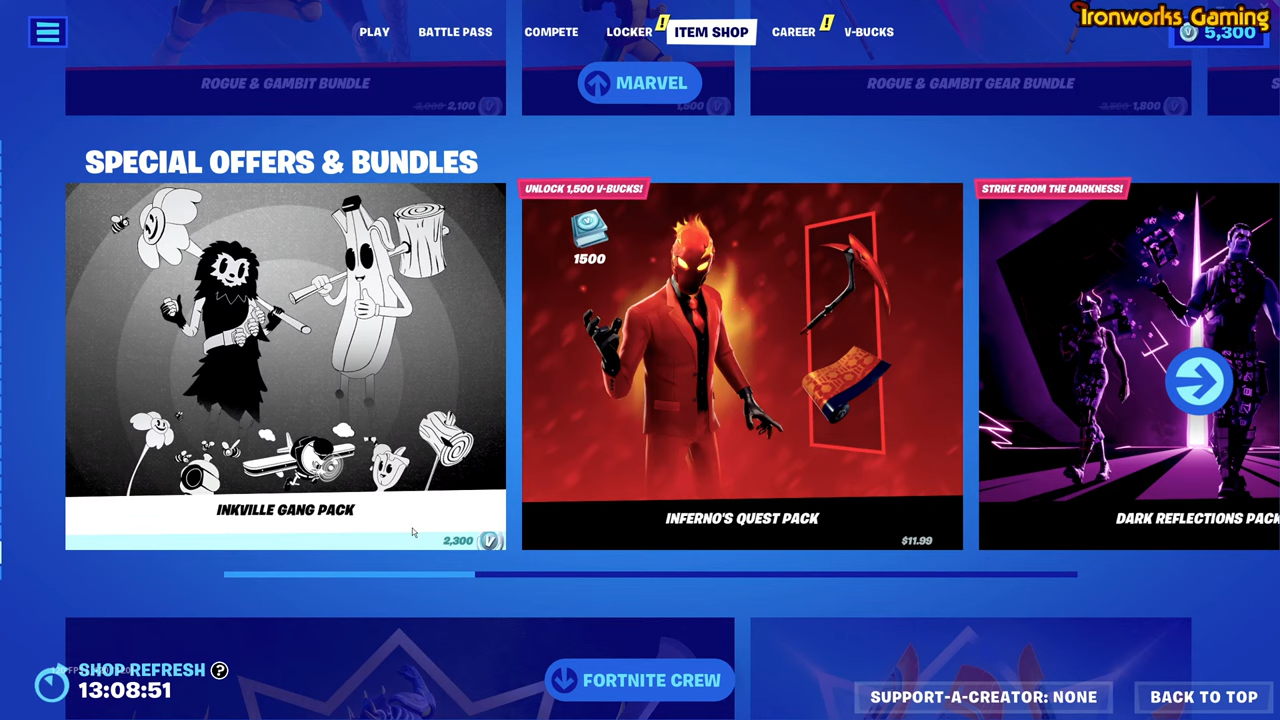 Ironworks Gaming
PLAY
BATTLE PASS
COMPETE
LOCKER
!
ITEM SHOP
CAREER
!
V-BUCKS
5,300
ROGUE & GAMBIT BUNDLE
2,100
MARVEL
1,500
ROGUE & GAMBIT GEAR BUNDLE
1,800
SPECIAL OFFERS & BUNDLES
INKVILLE GANG PACK
2,300
UNLOCK 1,500 V-BUCKS!
1500
INFERNO'S QUEST PACK
$11.99
STRIKE FROM THE DARKNESS!
DARK REFLECTIONS PACK
SHOP REFRESH ?
13:08:51
FORTNITE CREW
SUPPORT-A-CREATOR: NONE
BACK TO TOP